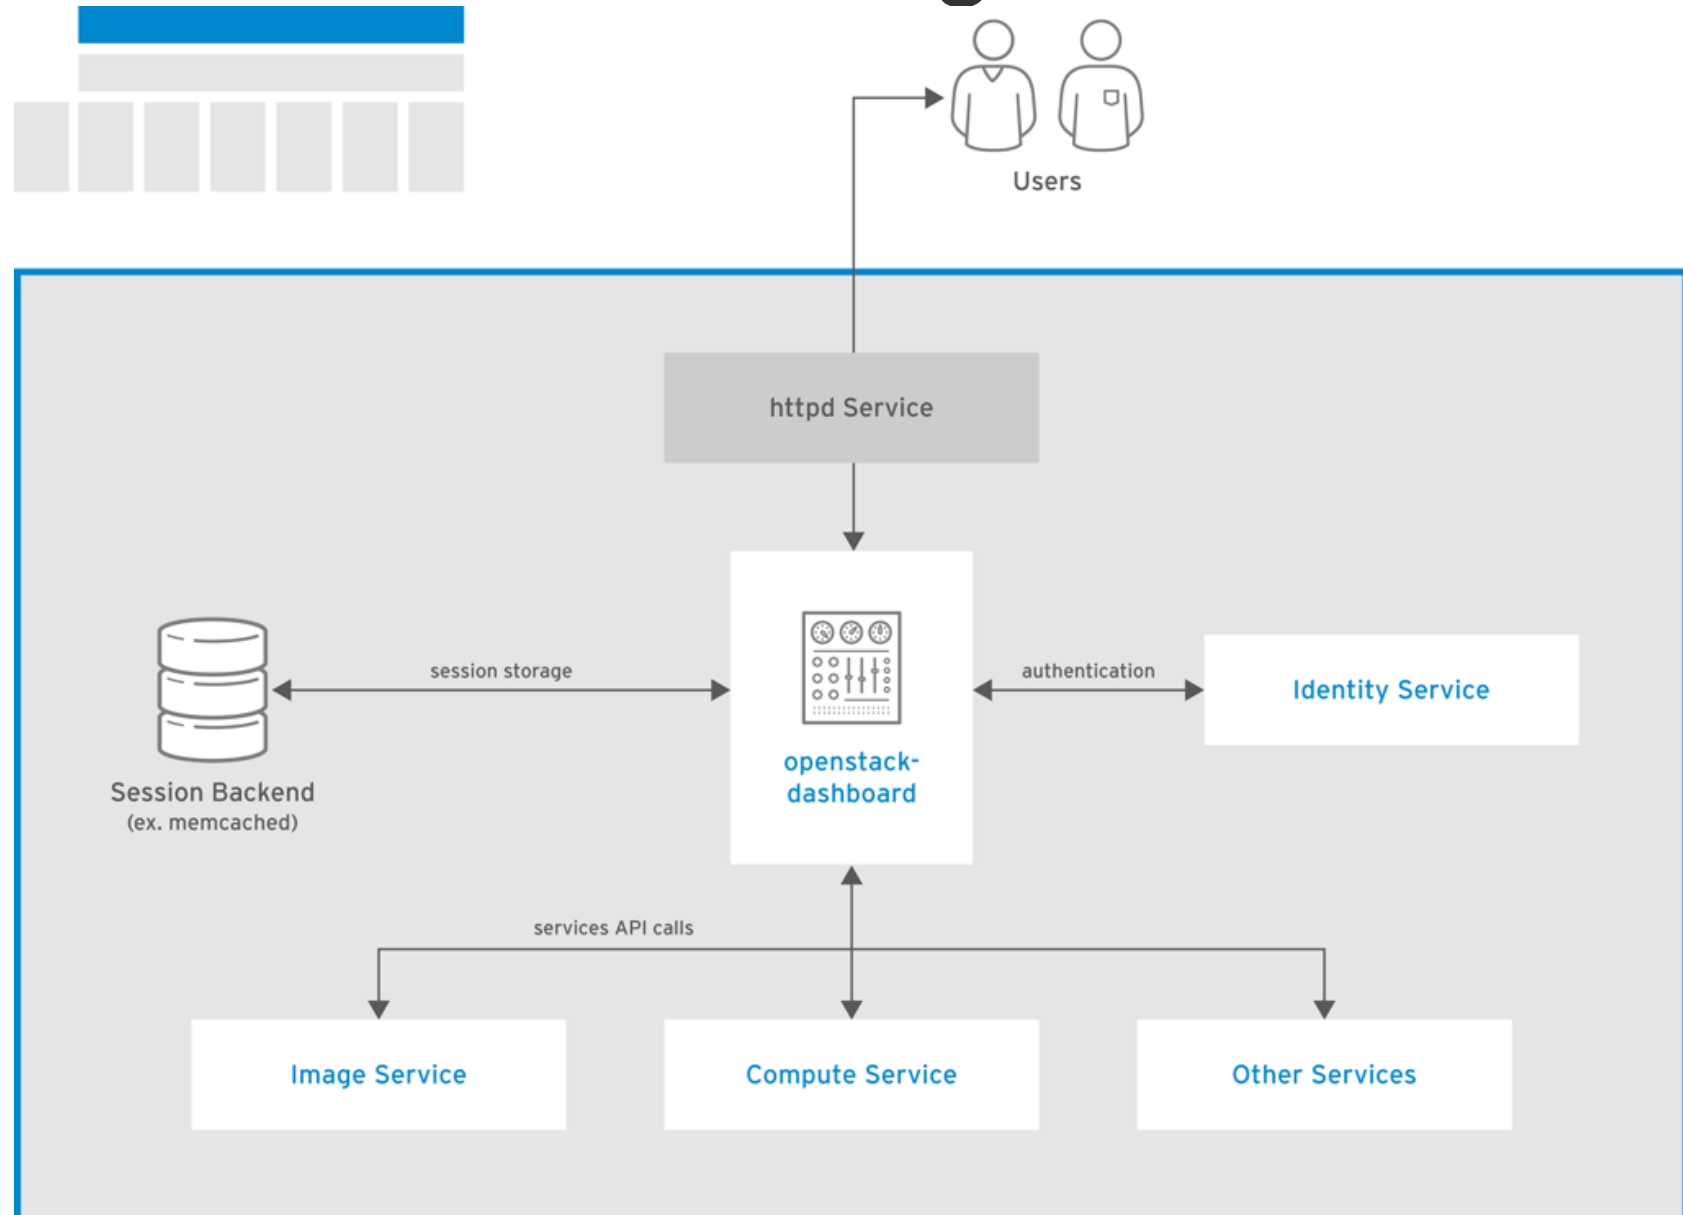 Users
httpd Service
session storage
authentication
Identity Service
openstack-
dashboard
Session Backend
(ex. memcached)
services API calls
Image Service
Compute Service
Other Services